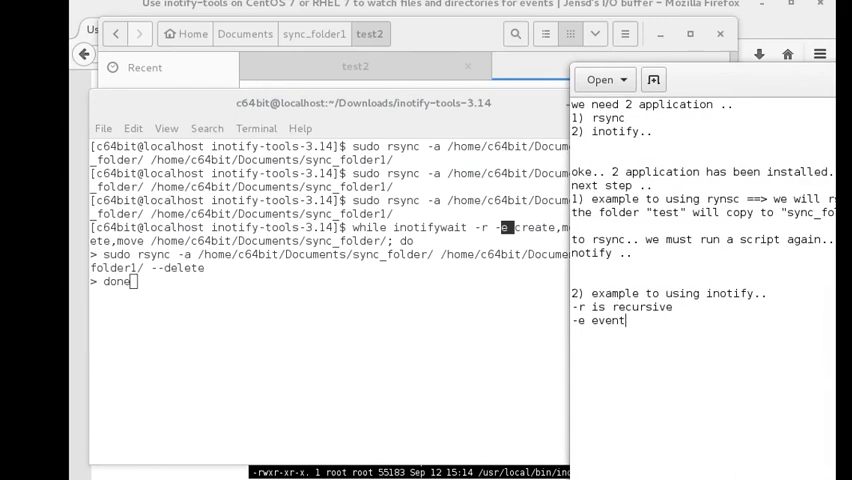 Use inotify-tools on CentOS 7 or RHEL 7 to watch files and directories for events | Jensd's I/O buffer - Mozilla Firefox
Home Documents sync_folder1 test2
Recent
test2
c64bit@localhost:~/Downloads/inotify-tools-3.14
File Edit View Search Terminal Help
[c64bit@localhost inotify-tools-3.14]$ sudo rsync -a /home/c64bit/Docum
_folder/ /home/c64bit/Documents/sync_folder1/
[c64bit@localhost inotify-tools-3.14]$ sudo rsync -a /home/c64bit/Docum
_folder/ /home/c64bit/Documents/sync_folder1/
[c64bit@localhost inotify-tools-3.14]$ sudo rsync -a /home/c64bit/Docum
_folder/ /home/c64bit/Documents/sync_folder1/
[c64bit@localhost inotify-tools-3.14]$ while inotifywait -r -e create,m
ete,move /home/c64bit/Documents/sync_folder/; do
> sudo rsync -a /home/c64bit/Documents/sync_folder/ /home/c64bit/Docum
folder1/ --delete
> done
Open
we need 2 application ..
1) rsync
2) inotify..
oke.. 2 application has been installed.
next step ..
1) example to using rynsc ==> we will r
the folder "test" will copy to "sync_fo
to rsync.. we must run a script again..
notify ..
2) example to using inotify..
-r is recursive
-e event
-rwxr-xr-x. 1 root root 55183 Sep 12 15:14 /usr/local/bin/ino